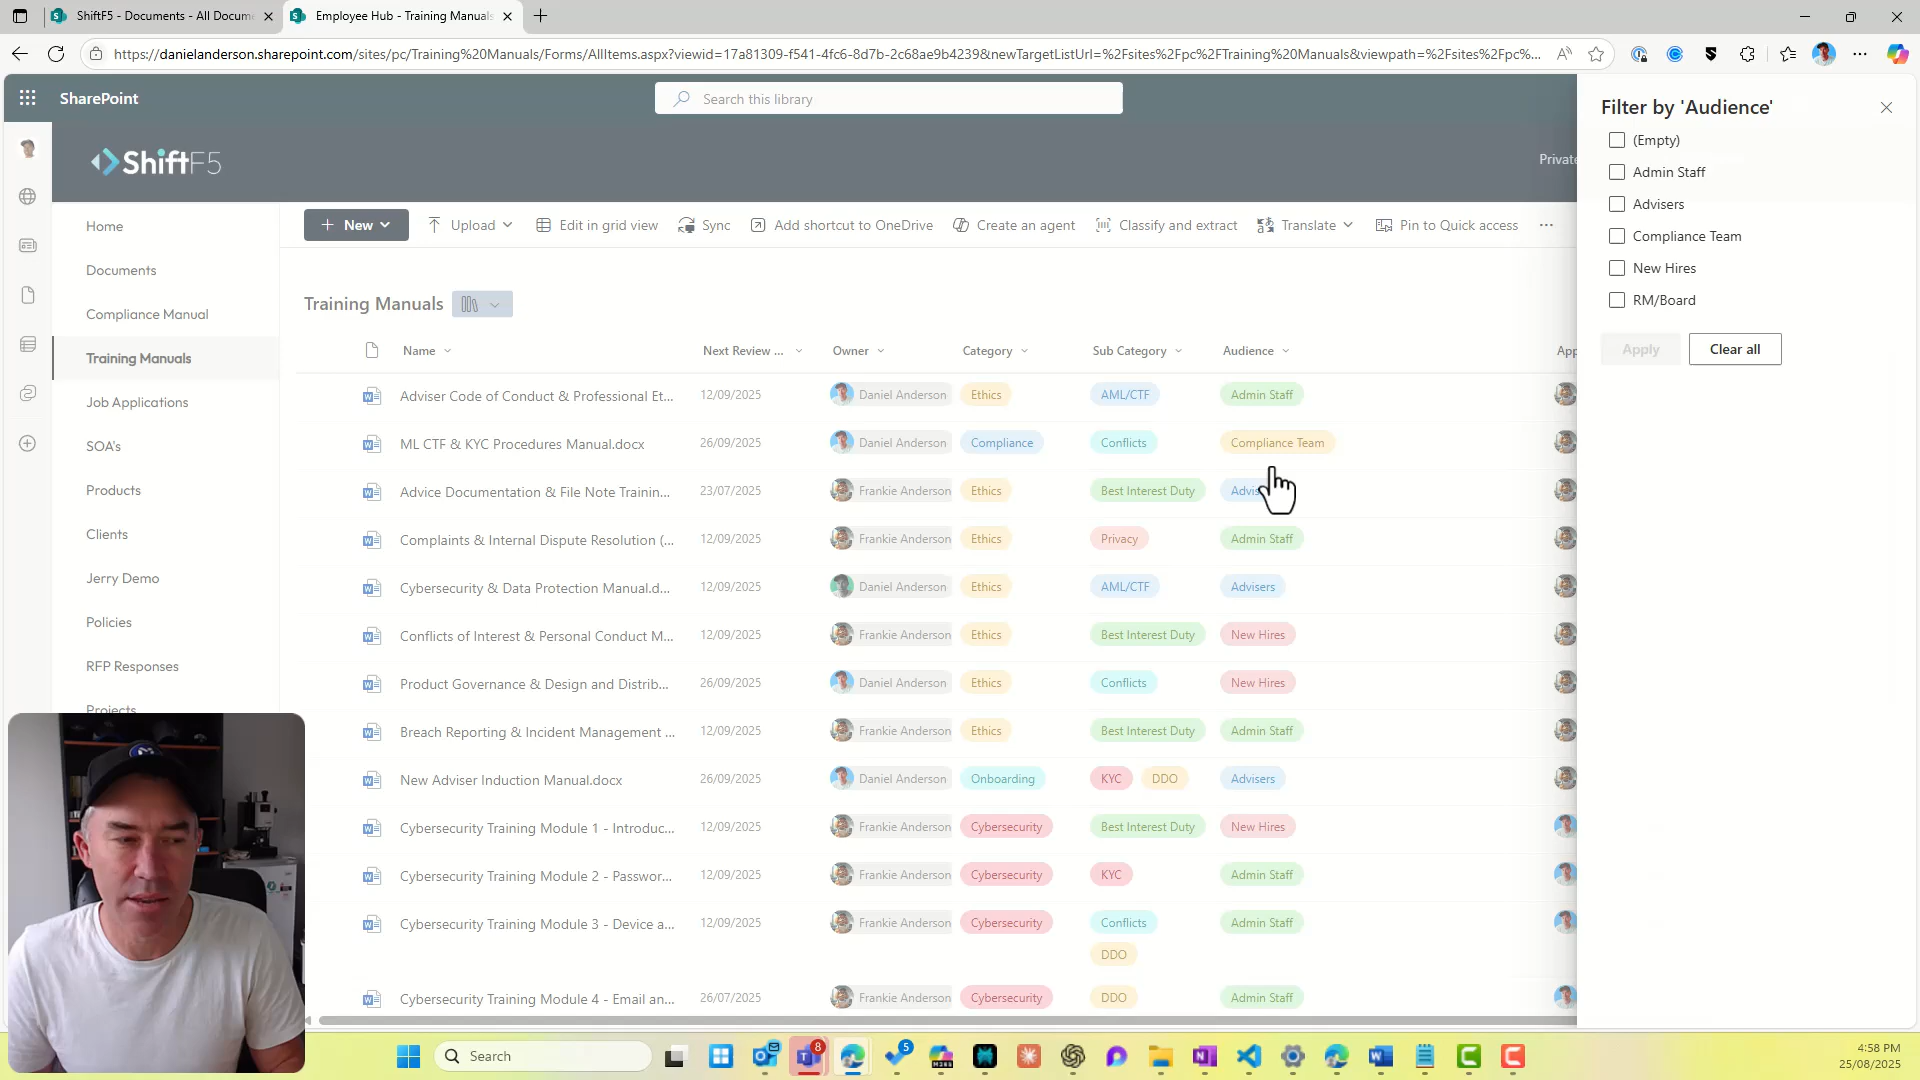 ShiftF5 - Documents - All Docum
Employee Hub - Training Manuals
https://danielanderson.sharepoint.com/sites/pc/Training%20Manuals/Forms/AllItems.aspx?viewid=17a81309-f541-4fc6-8d7b-2c68ae9b4239&newTargetListUrl=%2Fsites%2Fpc%2FTraining%20Manuals&viewpath=%2Fsites%2Fpc%...
SharePoint
Search this library
ShiftF5
Private
Home
Documents
Compliance Manual
Training Manuals
Job Applications
SOA's
Products
Clients
Jerry Demo
Policies
RFP Responses
Projects
New
Upload
Edit in grid view
Sync
Add shortcut to OneDrive
Create an agent
Classify and extract
Translate
Pin to Quick access
Training Manuals
Name Next Review ... Owner Category Sub Category Audience App
Adviser Code of Conduct & Professional Et... 12/09/2025 Daniel Anderson Ethics AML/CTF Admin Staff
ML CTF & KYC Procedures Manual.docx 26/09/2025 Daniel Anderson Compliance Conflicts Compliance Team
Advice Documentation & File Note Trainin... 23/07/2025 Frankie Anderson Ethics Best Interest Duty Advis
Complaints & Internal Dispute Resolution (... 12/09/2025 Frankie Anderson Ethics Privacy Admin Staff
Cybersecurity & Data Protection Manual.d... 12/09/2025 Daniel Anderson Ethics AML/CTF Advisers
Conflicts of Interest & Personal Conduct M... 12/09/2025 Frankie Anderson Ethics Best Interest Duty New Hires
Product Governance & Design and Distrib... 26/09/2025 Daniel Anderson Ethics Conflicts New Hires
Breach Reporting & Incident Management ... 12/09/2025 Frankie Anderson Ethics Best Interest Duty Admin Staff
New Adviser Induction Manual.docx 26/09/2025 Daniel Anderson Onboarding KYC DDO Advisers
Cybersecurity Training Module 1 - Introduc... 12/09/2025 Frankie Anderson Cybersecurity Best Interest Duty New Hires
Cybersecurity Training Module 2 - Passwor... 12/09/2025 Frankie Anderson Cybersecurity KYC Admin Staff
Cybersecurity Training Module 3 - Device a... 12/09/2025 Frankie Anderson Cybersecurity Conflicts Admin Staff
DDO
Cybersecurity Training Module 4 - Email an... 26/07/2025 Frankie Anderson Cybersecurity DDO Admin Staff
Filter by 'Audience'
(Empty)
Admin Staff
Advisers
Compliance Team
New Hires
RM/Board
Apply
Clear all
Search
8
5
4:58 PM
25/08/2025